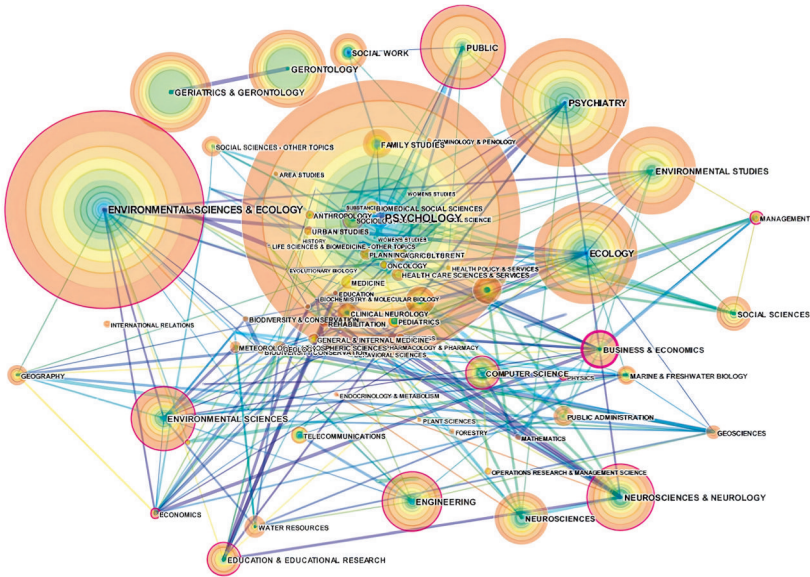 PUBLIC
SOCIAL WORK
GERONTOLOGY
GERIATRICS & GERONTOLOGY
PSYCHIATRY
FAMILY STUDIES
CRIMINOLOGY & PENOLOGY
SOCIAL SCIENCES - OTHER TOPICS
AREA STUDIES
ENVIRONMENTAL STUDIES
WOMENS STUDIES
ENVIRONMENTAL SCIENCES & ECOLOGY
BIOMEDICAL SOCIAL SCIENCES
ANTHROPOLOGY
PSYCHOLOGY
SCIENCE
MANAGEMENT
URBAN STUDIES
HISTORY
WOMENS STUDIES
LIFE SCIENCES & BIOMEDICINE - OTHER TOPICS
PLANNING
ECOLOGY
ONCOLOGY
EVOLUTIONARY BIOLOGY
HEALTH POLICY & SERVICES
HEALTH CARE SCIENCES & SERVICES
MEDICINE
EDUCATION
BIOCHEMISTRY & MOLECULAR BIOLOGY
CLINICAL NEUROLOGY
SOCIAL SCIENCES
BIODIVERSITY & CONSERVATION
REHABILITATION
PEDIATRICS
INTERNATIONAL RELATIONS
GENERAL & INTERNAL MEDICINE
BUSINESS & ECONOMICS
BIODIVERSITY CONSERVATION
GEOGRAPHY
COMPUTER SCIENCE
PHYSICS
MARINE & FRESHWATER BIOLOGY
ENDOCRINOLOGY & METABOLISM
ENVIRONMENTAL SCIENCES
PLANT SCIENCES
PUBLIC ADMINISTRATION
FORESTRY
GEOSCIENCES
TELECOMMUNICATIONS
MATHEMATICS
OPERATIONS RESEARCH & MANAGEMENT SCIENCE
ENGINEERING
NEUROSCIENCES & NEUROLOGY
ECONOMICS
NEUROSCIENCES
WATER RESOURCES
EDUCATION & EDUCATIONAL RESEARCH